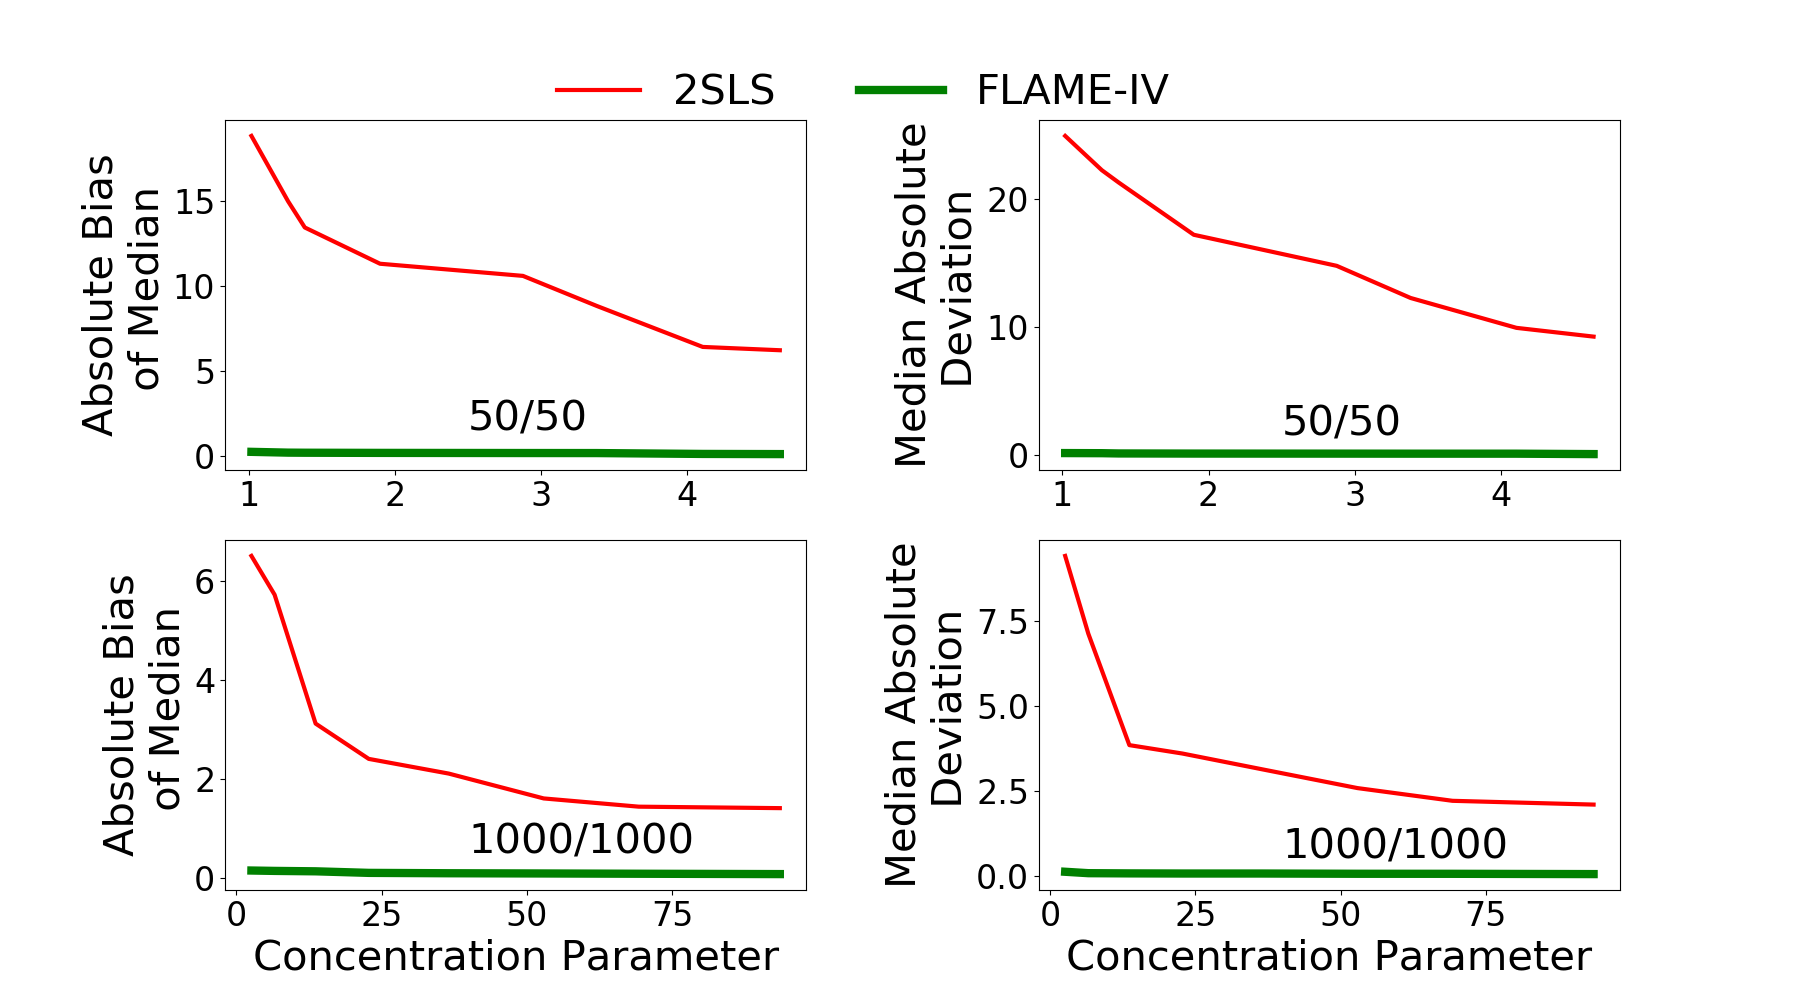 2SLS FLAME-IV
Absolute Bias
of Median
15
10
5
0
50/50
1 2 3 4
Median Absolute
Deviation
20
10
0
50/50
1 2 3 4
Absolute Bias
of Median
6
4
2
0
1000/1000
0 25 50 75
Concentration Parameter
Median Absolute
Deviation
7.5
5.0
2.5
0.0
1000/1000
0 25 50 75
Concentration Parameter